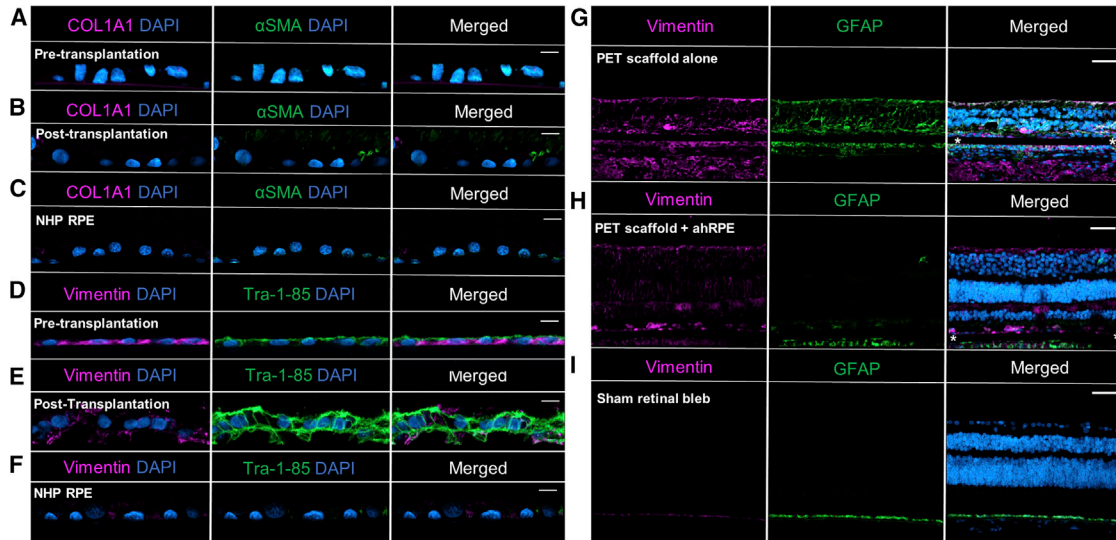 A
COL1A1 DAPI
αSMA DAPI
Merged
Pre-transplantation
B
COL1A1 DAPI
αSMA DAPI
Merged
Post-transplantation
C
COL1A1 DAPI
αSMA DAPI
Merged
NHP RPE
D
Vimentin DAPI
Tra-1-85 DAPI
Merged
Pre-transplantation
E
Vimentin DAPI
Tra-1-85 DAPI
Merged
Post-Transplantation
F
Vimentin DAPI
Tra-1-85 DAPI
Merged
NHP RPE
G
Vimentin
GFAP
Merged
PET scaffold alone
* *
H
Vimentin
GFAP
Merged
PET scaffold + ahRPE
* *
I
Vimentin
GFAP
Merged
Sham retinal bleb